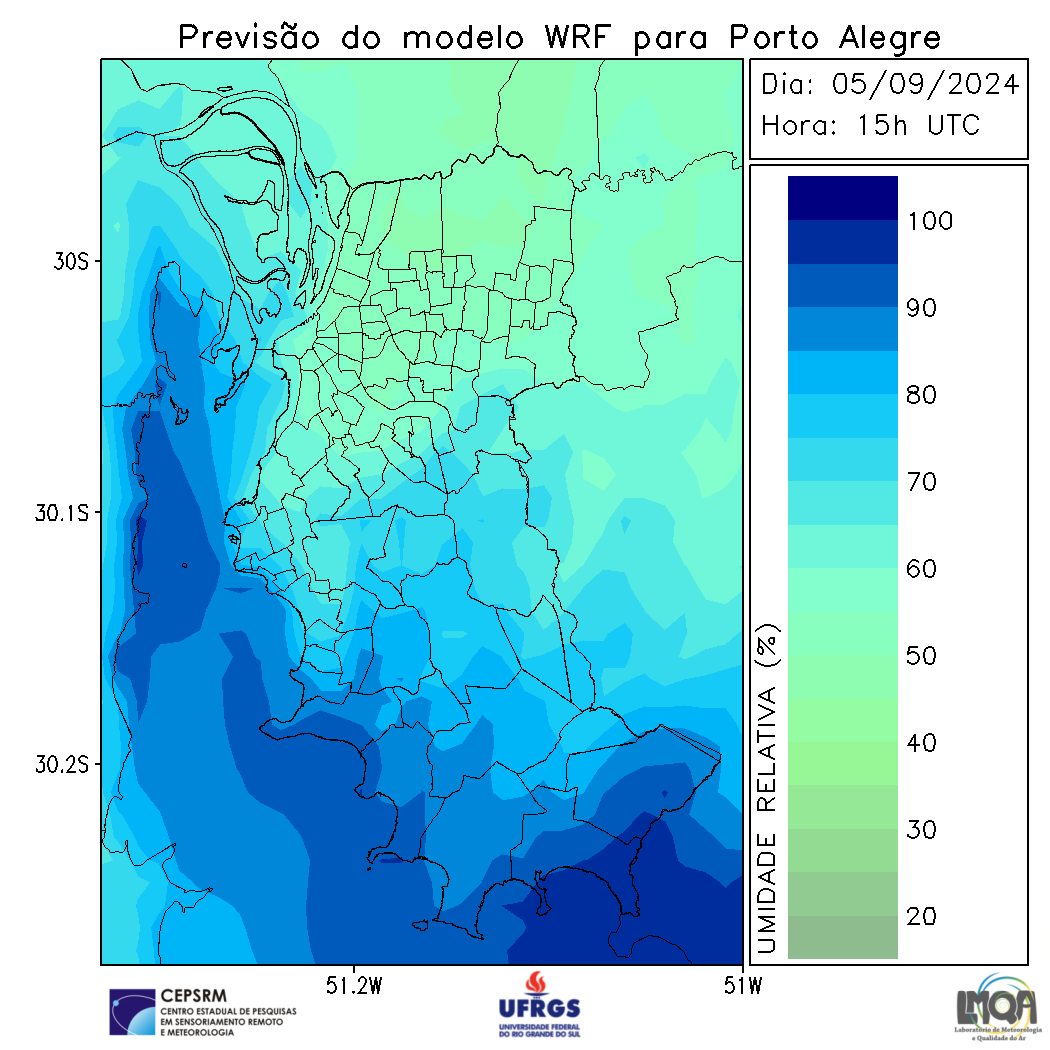 Previsão do modelo WRF para Porto Alegre
Dia: 05/09/2024
Hora: 15h UTC
30S
30.1S
30.2S
51.2W
51W
100
90
80
70
60
50
40
30
20
UMIDADE RELATIVA (%)
CEPSRM
CENTRO ESTADUAL DE PESQUISAS
EM SENSORIAMENTO REMOTO
E METEOROLOGIA
UFRGS
UNIVERSIDADE FEDERAL
DO RIO GRANDE DO SUL
LMQA
Laboratório de Meteorologia
e Qualidade do Ar